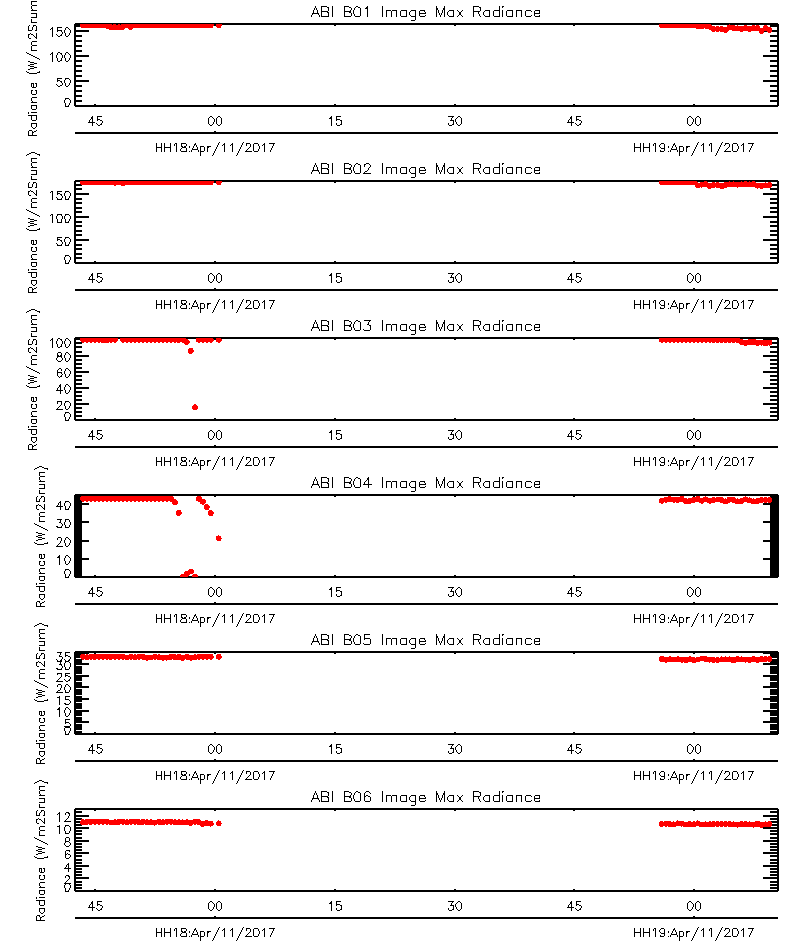 ABI B01 Image Max Radiance
Radiance (W/m2Srum)
150
100
50
0
45 00 15 30 45 00
HH18:Apr/11/2017 HH19:Apr/11/2017
ABI B02 Image Max Radiance
Radiance (W/m2Srum)
150
100
50
0
45 00 15 30 45 00
HH18:Apr/11/2017 HH19:Apr/11/2017
ABI B03 Image Max Radiance
Radiance (W/m2Srum)
100
80
60
40
20
0
45 00 15 30 45 00
HH18:Apr/11/2017 HH19:Apr/11/2017
ABI B04 Image Max Radiance
Radiance (W/m2Srum)
40
30
20
10
0
45 00 15 30 45 00
HH18:Apr/11/2017 HH19:Apr/11/2017
ABI B05 Image Max Radiance
Radiance (W/m2Srum)
35
30
25
20
15
10
5
0
45 00 15 30 45 00
HH18:Apr/11/2017 HH19:Apr/11/2017
ABI B06 Image Max Radiance
Radiance (W/m2Srum)
12
10
8
6
4
2
0
45 00 15 30 45 00
HH18:Apr/11/2017 HH19:Apr/11/2017